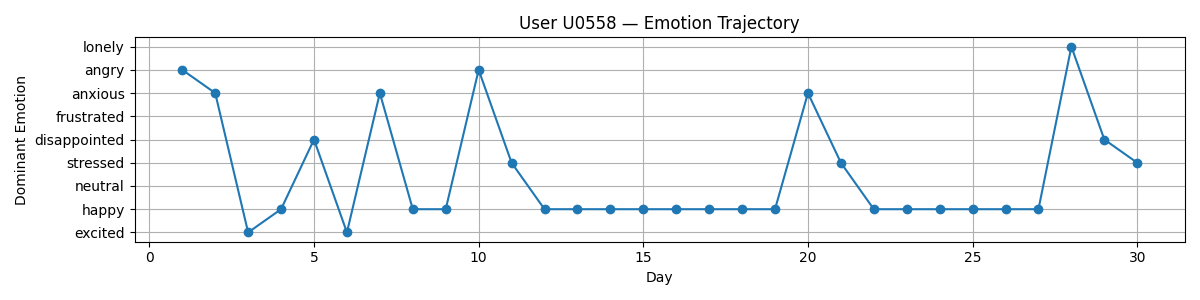 User U0558 — Emotion Trajectory
Dominant Emotion
lonely
angry
anxious
frustrated
disappointed
stressed
neutral
happy
excited
0 5 10 15 20 25 30
Day